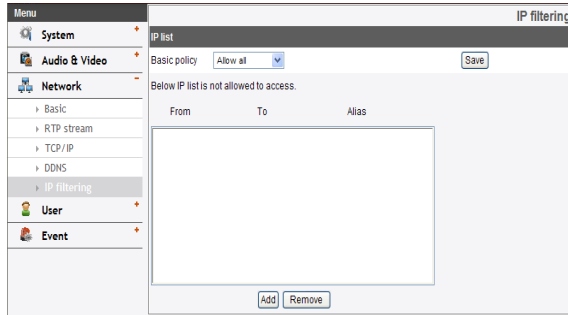 Menu
IP filtering
System
Audio & Video
Network
Basic
RTP stream
TCP/IP
DDNS
IP filtering
User
Event
IP list
Basic policy Allow all Save
Below IP list is not allowed to access.
From To Alias
Add Remove